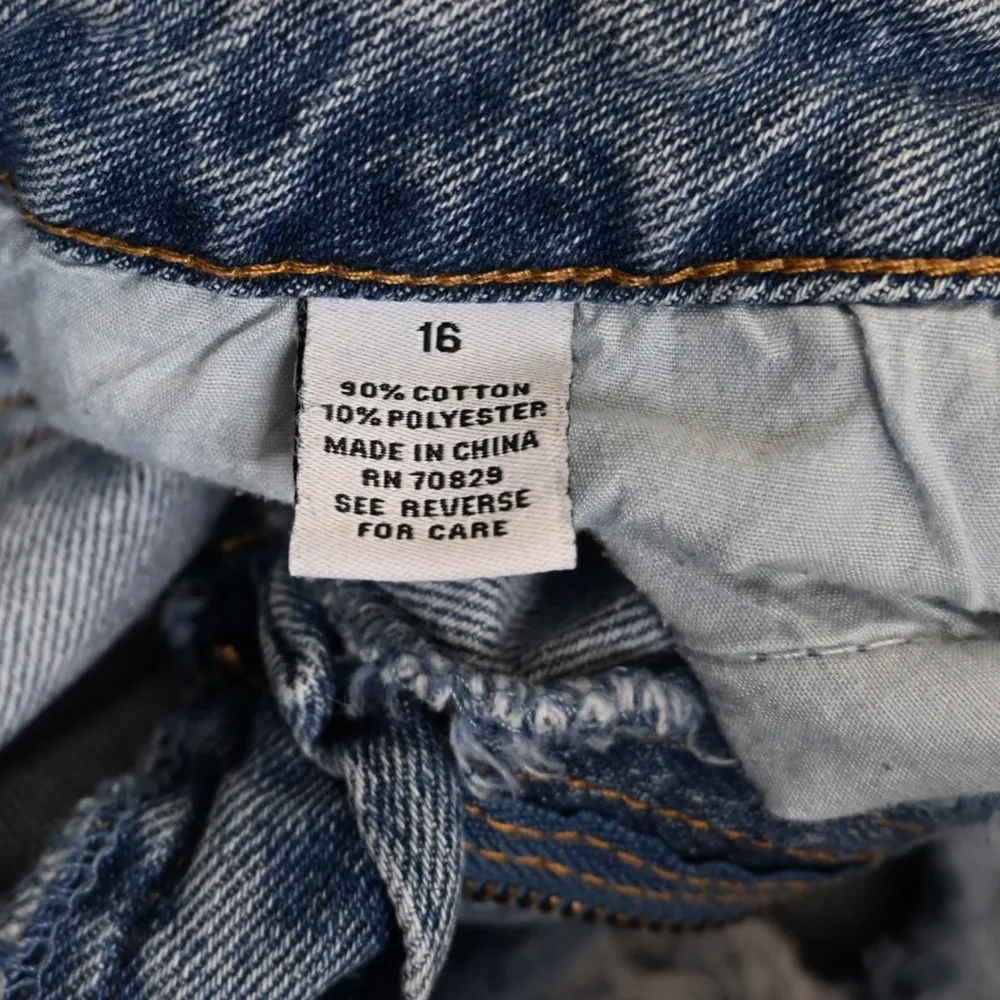 16
90% COTTON
10% POLYESTER
MADE IN CHINA
RN 70829
SEE REVERSE
FOR CARE